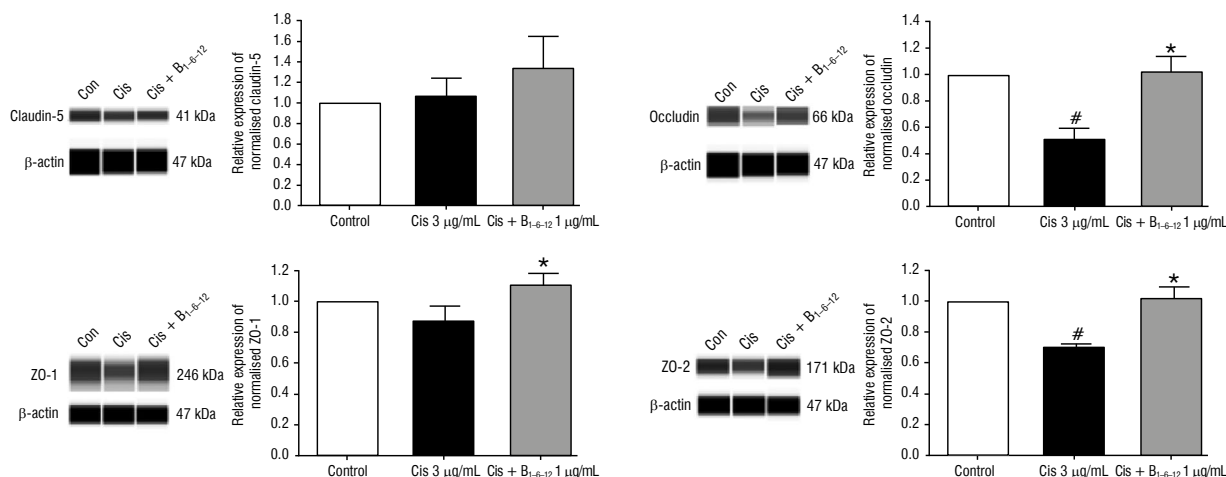 Con
Cis
Cis + B₁₋₆₋₁₂
Claudin-5
41 kDa
β-actin
47 kDa
Relative expression of
normalised claudin-5
1.8
1.6
1.4
1.2
1.0
0.8
0.6
0.4
0.2
0.0
Control
Cis 3 μg/mL
Cis + B₁₋₆₋₁₂ 1 μg/mL
Con
Cis
Cis + B₁₋₆₋₁₂
Occludin
66 kDa
β-actin
47 kDa
Relative expression of
normalised occludin
1.4
1.2
1.0
0.8
0.6
0.4
0.2
0.0
#
*
Control
Cis 3 μg/mL
Cis + B₁₋₆₋₁₂ 1 μg/mL
Con
Cis
Cis + B₁₋₆₋₁₂
ZO-1
246 kDa
β-actin
47 kDa
Relative expression of
normalised ZO-1
1.2
1.0
0.8
0.6
0.4
0.2
0.0
*
Control
Cis 3 μg/mL
Cis + B₁₋₆₋₁₂ 1 μg/mL
Con
Cis
Cis + B₁₋₆₋₁₂
ZO-2
171 kDa
β-actin
47 kDa
Relative expression of
normalised ZO-2
1.2
1.0
0.8
0.6
0.4
0.2
0.0
#
*
Control
Cis 3 μg/mL
Cis + B₁₋₆₋₁₂ 1 μg/mL